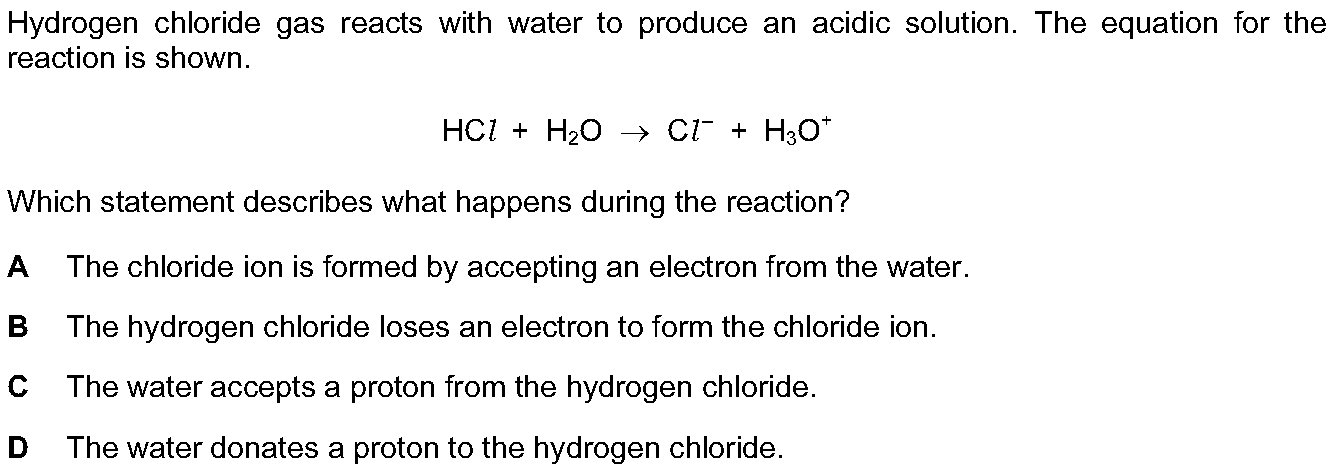 Hydrogen chloride gas reacts with water to produce an acidic solution. The equation for the
reaction is shown.
HCl + H₂O → Cl⁻ + H₃O⁺
Which statement describes what happens during the reaction?
A The chloride ion is formed by accepting an electron from the water.
B The hydrogen chloride loses an electron to form the chloride ion.
C The water accepts a proton from the hydrogen chloride.
D The water donates a proton to the hydrogen chloride.